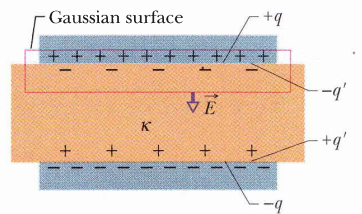 Gaussian surface
+q
+ + + + + + + + + +
− − − − −
−q′
E
κ
+ + + + +
+q′
− − − − − − − − − −
−q